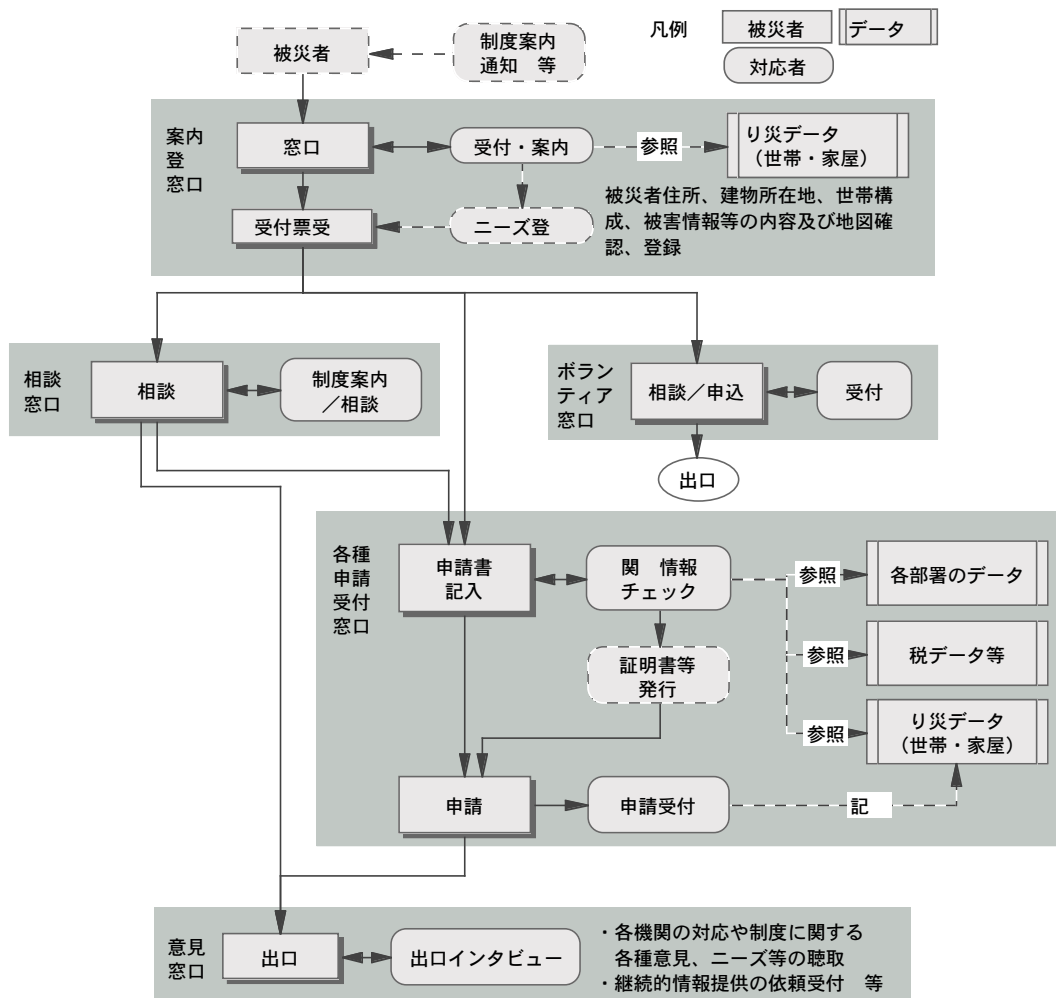 凡例
被災者
データ
対応者
被災者
制度案内
通知 等
案内
登
窓口
窓口
受付・案内
参照
り災データ
（世帯・家屋）
受付票受
ニーズ登
被災者住所、建物所在地、世帯構
成、被害情報等の内容及び地図確
認、登録
相談
窓口
相談
制度案内
／相談
ボラン
ティア
窓口
相談／申込
受付
出口
各種
申請
受付
窓口
申請書
記入
関 情報
チェック
参照
各部署のデータ
証明書等
発行
参照
税データ等
参照
り災データ
（世帯・家屋）
申請
申請受付
記
意見
窓口
出口
出口インタビュー
・各機関の対応や制度に関する
各種意見、ニーズ等の聴取
・継続的情報提供の依頼受付 等